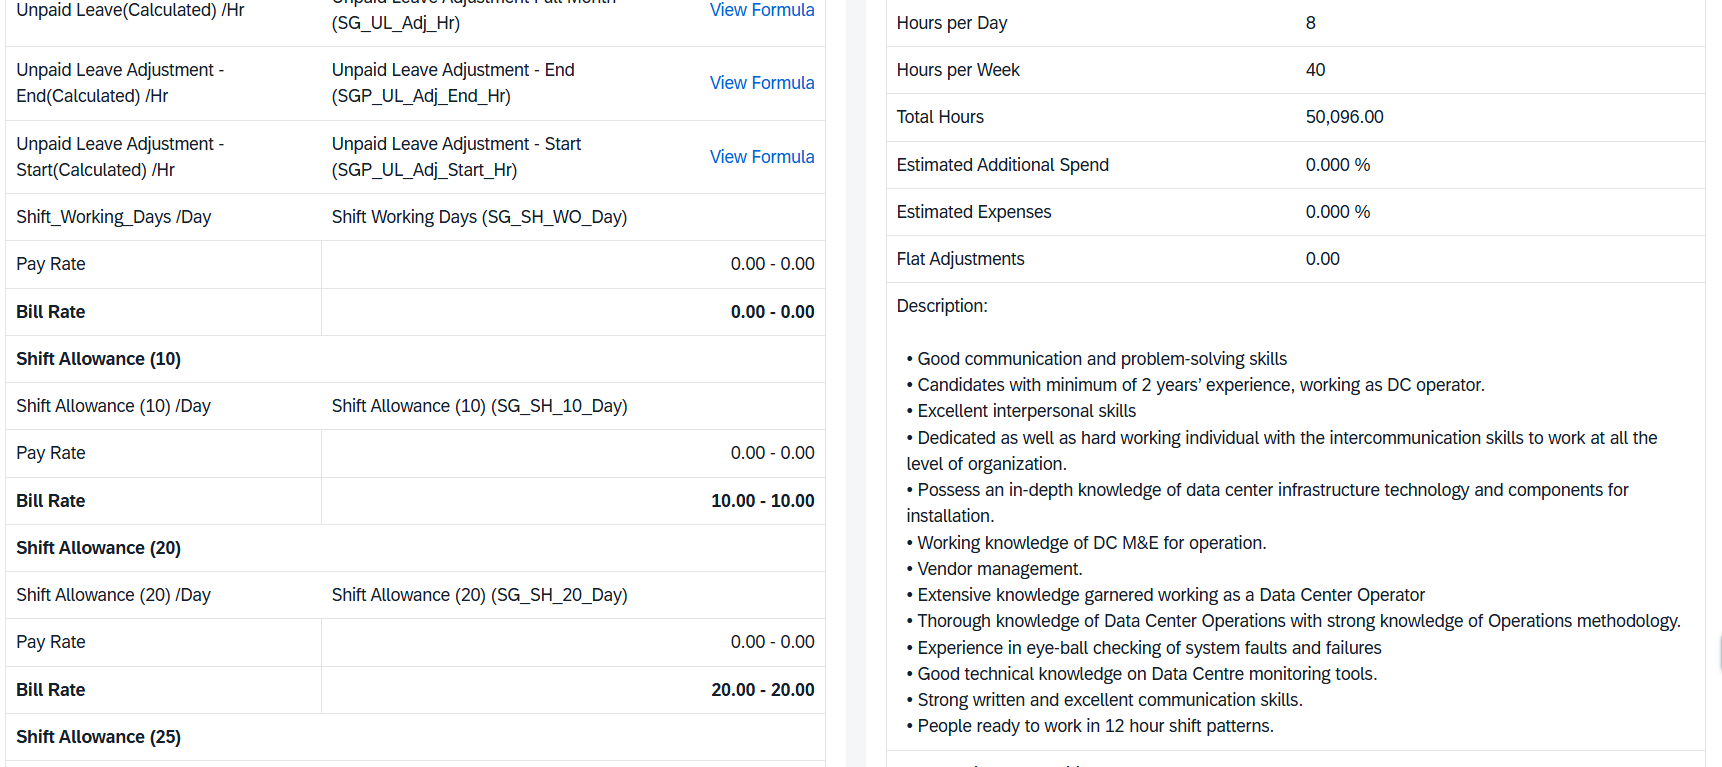 Unpaid Leave(Calculated) /Hr
(SG_UL_Adj_Hr)
View Formula
Unpaid Leave Adjustment -
End(Calculated) /Hr
Unpaid Leave Adjustment - End
(SGP_UL_Adj_End_Hr)
View Formula
Unpaid Leave Adjustment -
Start(Calculated) /Hr
Unpaid Leave Adjustment - Start
(SGP_UL_Adj_Start_Hr)
View Formula
Shift_Working_Days /Day
Shift Working Days (SG_SH_WO_Day)
Pay Rate
0.00 - 0.00
Bill Rate
0.00 - 0.00
Shift Allowance (10)
Shift Allowance (10) /Day
Shift Allowance (10) (SG_SH_10_Day)
Pay Rate
0.00 - 0.00
Bill Rate
10.00 - 10.00
Shift Allowance (20)
Shift Allowance (20) /Day
Shift Allowance (20) (SG_SH_20_Day)
Pay Rate
0.00 - 0.00
Bill Rate
20.00 - 20.00
Shift Allowance (25)
Hours per Day
8
Hours per Week
40
Total Hours
50,096.00
Estimated Additional Spend
0.000 %
Estimated Expenses
0.000 %
Flat Adjustments
0.00
Description:
• Good communication and problem-solving skills
• Candidates with minimum of 2 years’ experience, working as DC operator.
• Excellent interpersonal skills
• Dedicated as well as hard working individual with the intercommunication skills to work at all the
level of organization.
• Possess an in-depth knowledge of data center infrastructure technology and components for
installation.
• Working knowledge of DC M&E for operation.
• Vendor management.
• Extensive knowledge garnered working as a Data Center Operator
• Thorough knowledge of Data Center Operations with strong knowledge of Operations methodology.
• Experience in eye-ball checking of system faults and failures
• Good technical knowledge on Data Centre monitoring tools.
• Strong written and excellent communication skills.
• People ready to work in 12 hour shift patterns.